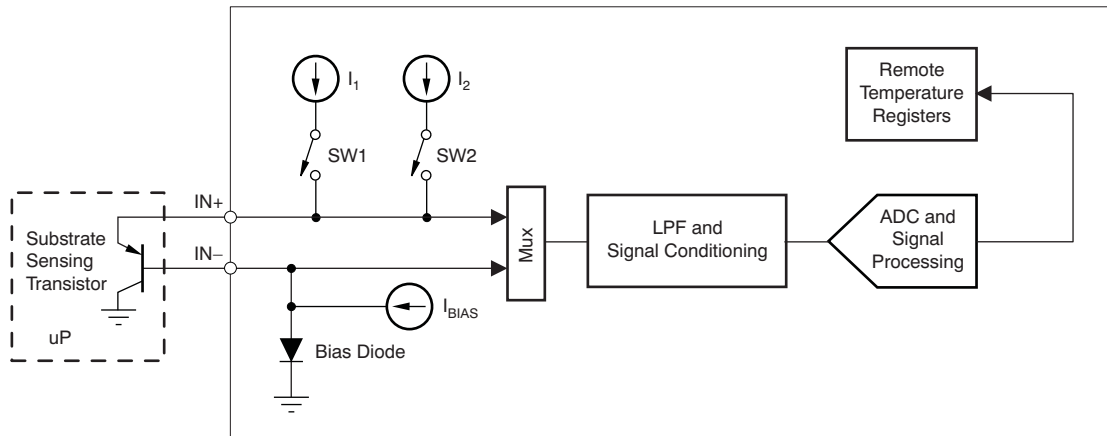 I1
I2
SW1
SW2
Remote
Temperature
Registers
IN+
IN−
Substrate
Sensing
Transistor
uP
Mux
LPF and
Signal Conditioning
ADC and
Signal
Processing
IBIAS
Bias Diode